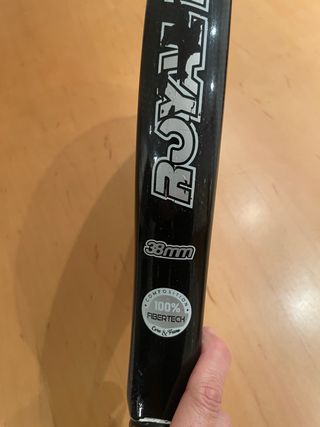 ROYAL
38mm
COMPOSITION
100%
FIBERTECH
Core & Frame